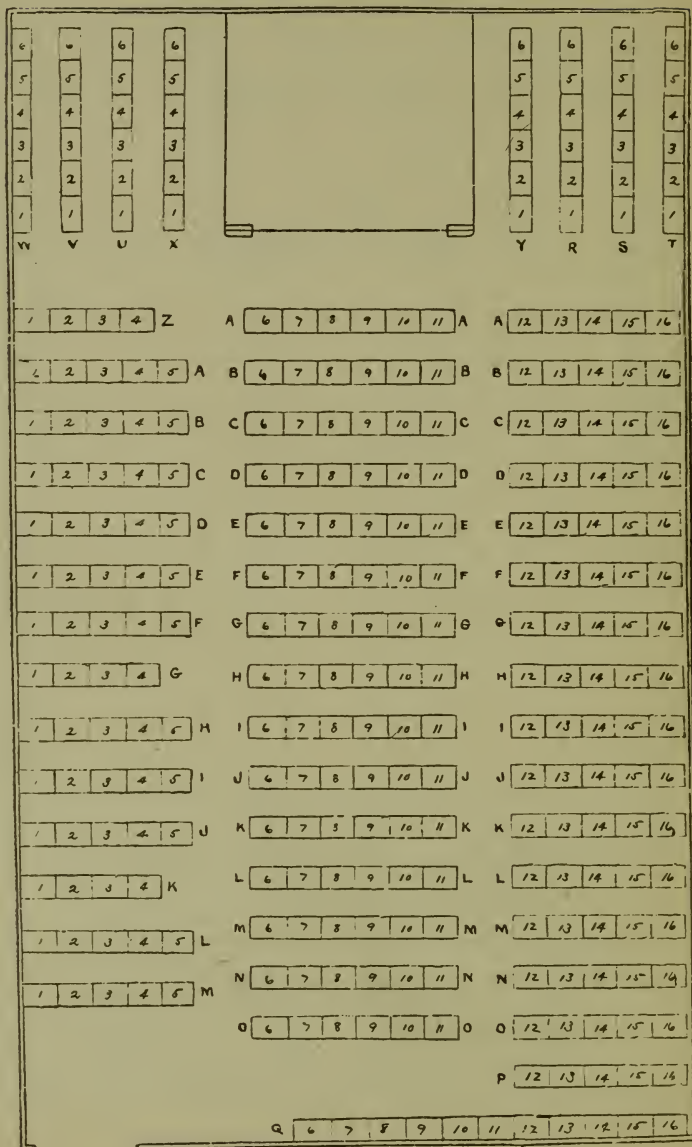 6 6 6 6 6 6 6 6
5 5 5 5 5 5 5 5
4 4 4 4 4 4 4 4
3 3 3 3 3 3 3 3
2 2 2 2 2 2 2 2
1 1 1 1 1 1 1 1
W V U X Y R S T
1 2 3 4 Z A 6 7 8 9 10 11 A A 12 13 14 15 16
1 2 3 4 5 A B 6 7 8 9 10 11 B B 12 13 14 15 16
1 2 3 4 5 B C 6 7 8 9 10 11 C C 12 13 14 15 16
1 2 3 4 5 C D 6 7 8 9 10 11 D D 12 13 14 15 16
1 2 3 4 5 D E 6 7 8 9 10 11 E E 12 13 14 15 16
1 2 3 4 5 E F 6 7 8 9 10 11 F F 12 13 14 15 16
1 2 3 4 5 F G 6 7 8 9 10 11 G G 12 13 14 15 16
1 2 3 4 G H 6 7 8 9 10 11 H H 12 13 14 15 16
1 2 3 4 5 H I 6 7 8 9 10 11 I I 12 13 14 15 16
1 2 3 4 5 I J 6 7 8 9 10 11 J J 12 13 14 15 16
1 2 3 4 5 J K 6 7 8 9 10 11 K K 12 13 14 15 16
1 2 3 4 K L 6 7 8 9 10 11 L L 12 13 14 15 16
1 2 3 4 5 L M 6 7 8 9 10 11 M M 12 13 14 15 16
1 2 3 4 5 M N 6 7 8 9 10 11 N N 12 13 14 15 16
O 6 7 8 9 10 11 O O 12 13 14 15 16
P 12 13 14 15 16
Q 6 7 8 9 10 11 12 13 14 15 16